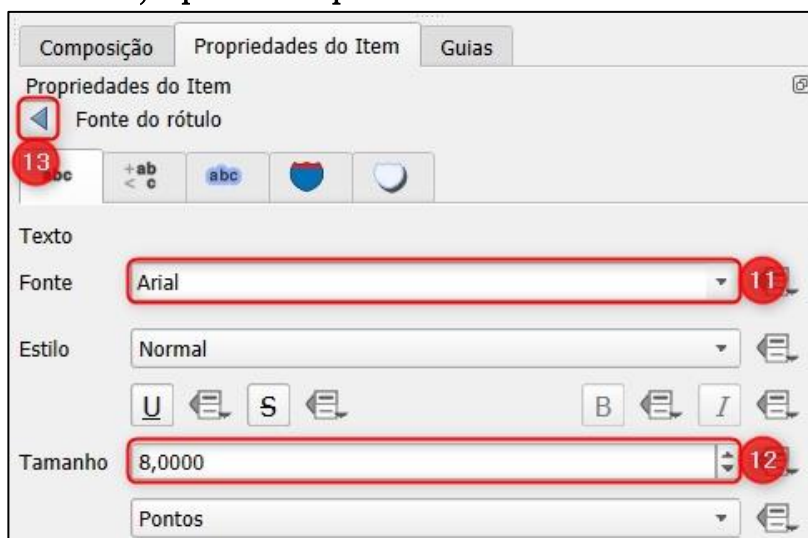 Composição Propriedades do Item Guias
Propriedades do Item
Fonte do rótulo
13
abc +ab < c abc
Texto
Fonte Arial 11
Estilo Normal
U S B I
Tamanho 8,0000 12
Pontos